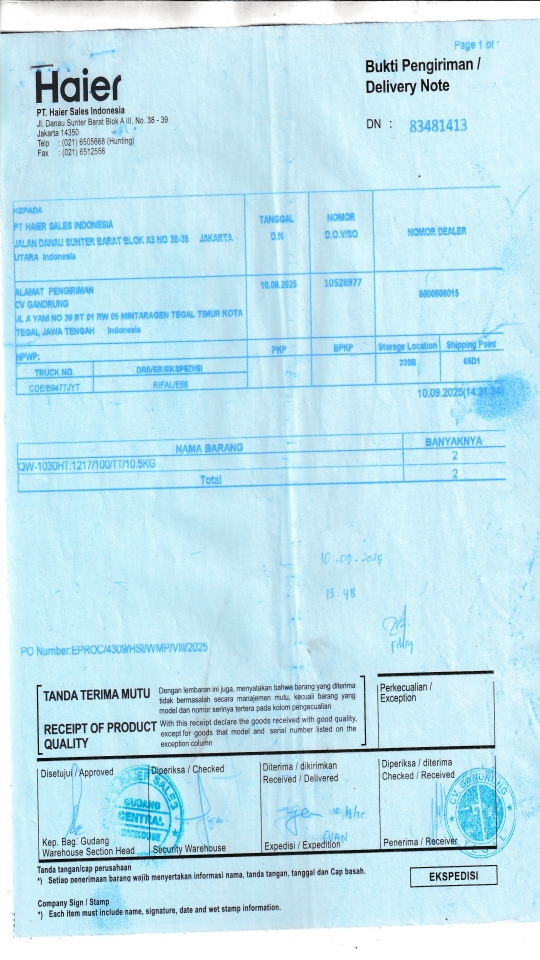 Page 1 of
Haier
PT. Haier Sales Indonesia
Jl. Danau Sunter Barat Blok A III, No. 38 - 39
Jakarta 14350
Telp : (021) 6505668 (Hunting)
Fax : (021) 6512556
Bukti Pengiriman /
Delivery Note
DN : 83481413
KEPADA
PT HAIER SALES INDONESIA
JALAN DANAU SUNTER BARAT BLOK A3 NO 38-39 JAKARTA
UTARA Indonesia
TANGGAL
D.N
NOMOR
D.O.V/SO
NOMOR DEALER
ALAMAT PENGIRIMAN
CV GANDRUNG
JL A YANI NO 39 RT 01 RW 05 MINTARAGEN TEGAL TIMUR KOTA
TEGAL JAWA TENGAH Indonesia
10.09.2025
10528977
NPWP:
PKP
BPKP
Storege Location
Shipping Point
TRUCK NO.
DRIVER/EKSPEDISI
65D1
CDE/B9477JYT
10.09.2025
NAMA BARANG
BANYAKNYA
QW-1030HT:1217/100/TT/10.5KG
2
Total
2
10.09.2025
13.48
PO Number:EPROC/4309/HSI/WMP/VIII/2025
TANDA TERIMA MUTU
Dengan lembaran ini juga, menyatakan bahwa barang yang diterima
tidak bermasalah secara manajemen mutu, kecuali barang yang
model dan nomor serinya tertera pada kolom pengecualian
RECEIPT OF PRODUCT
QUALITY
With this receipt declare the goods received with good quality,
except for goods that model and serial number listed on the
exception column
Perkecualian /
Exception
Disetujui / Approved
Diperiksa / Checked
Diterima / dikirimkan
Received / Delivered
Diperiksa / diterima
Checked / Received
GUDANG
CENTRAL
CV. GANDRUNG
EVAN
Kep. Bag. Gudang
Warehouse Section Head
Security Warehouse
Expedisi / Expedition
Penerima / Receiver
Tanda tangan/cap perusahaan
*) Setiap penerimaan barang wajib menyertakan informasi nama, tanda tangan, tanggal dan Cap basah.
EKSPEDISI
Company Sign / Stamp
*) Each item must include name, signature, date and wet stamp information.